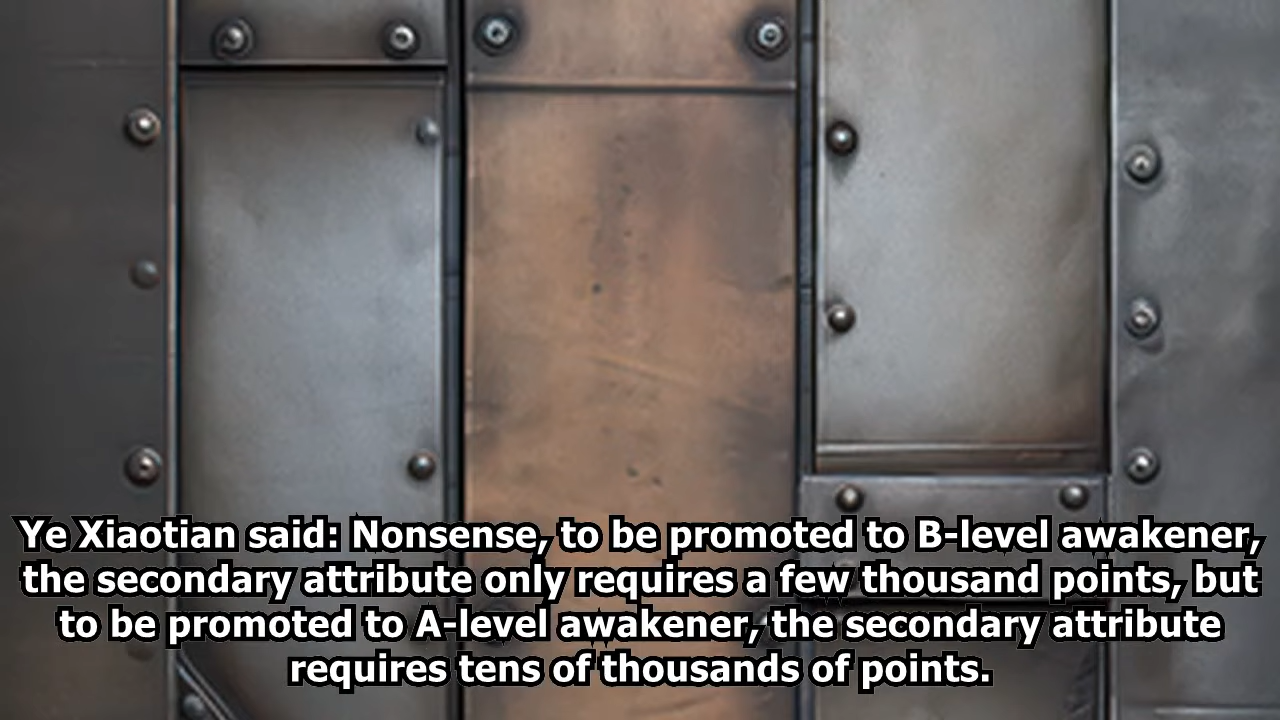 Ye Xiaotian said: Nonsense, to be promoted to B-level awakener,
the secondary attribute only requires a few thousand points, but
to be promoted to A-level awakener, the secondary attribute
requires tens of thousands of points.